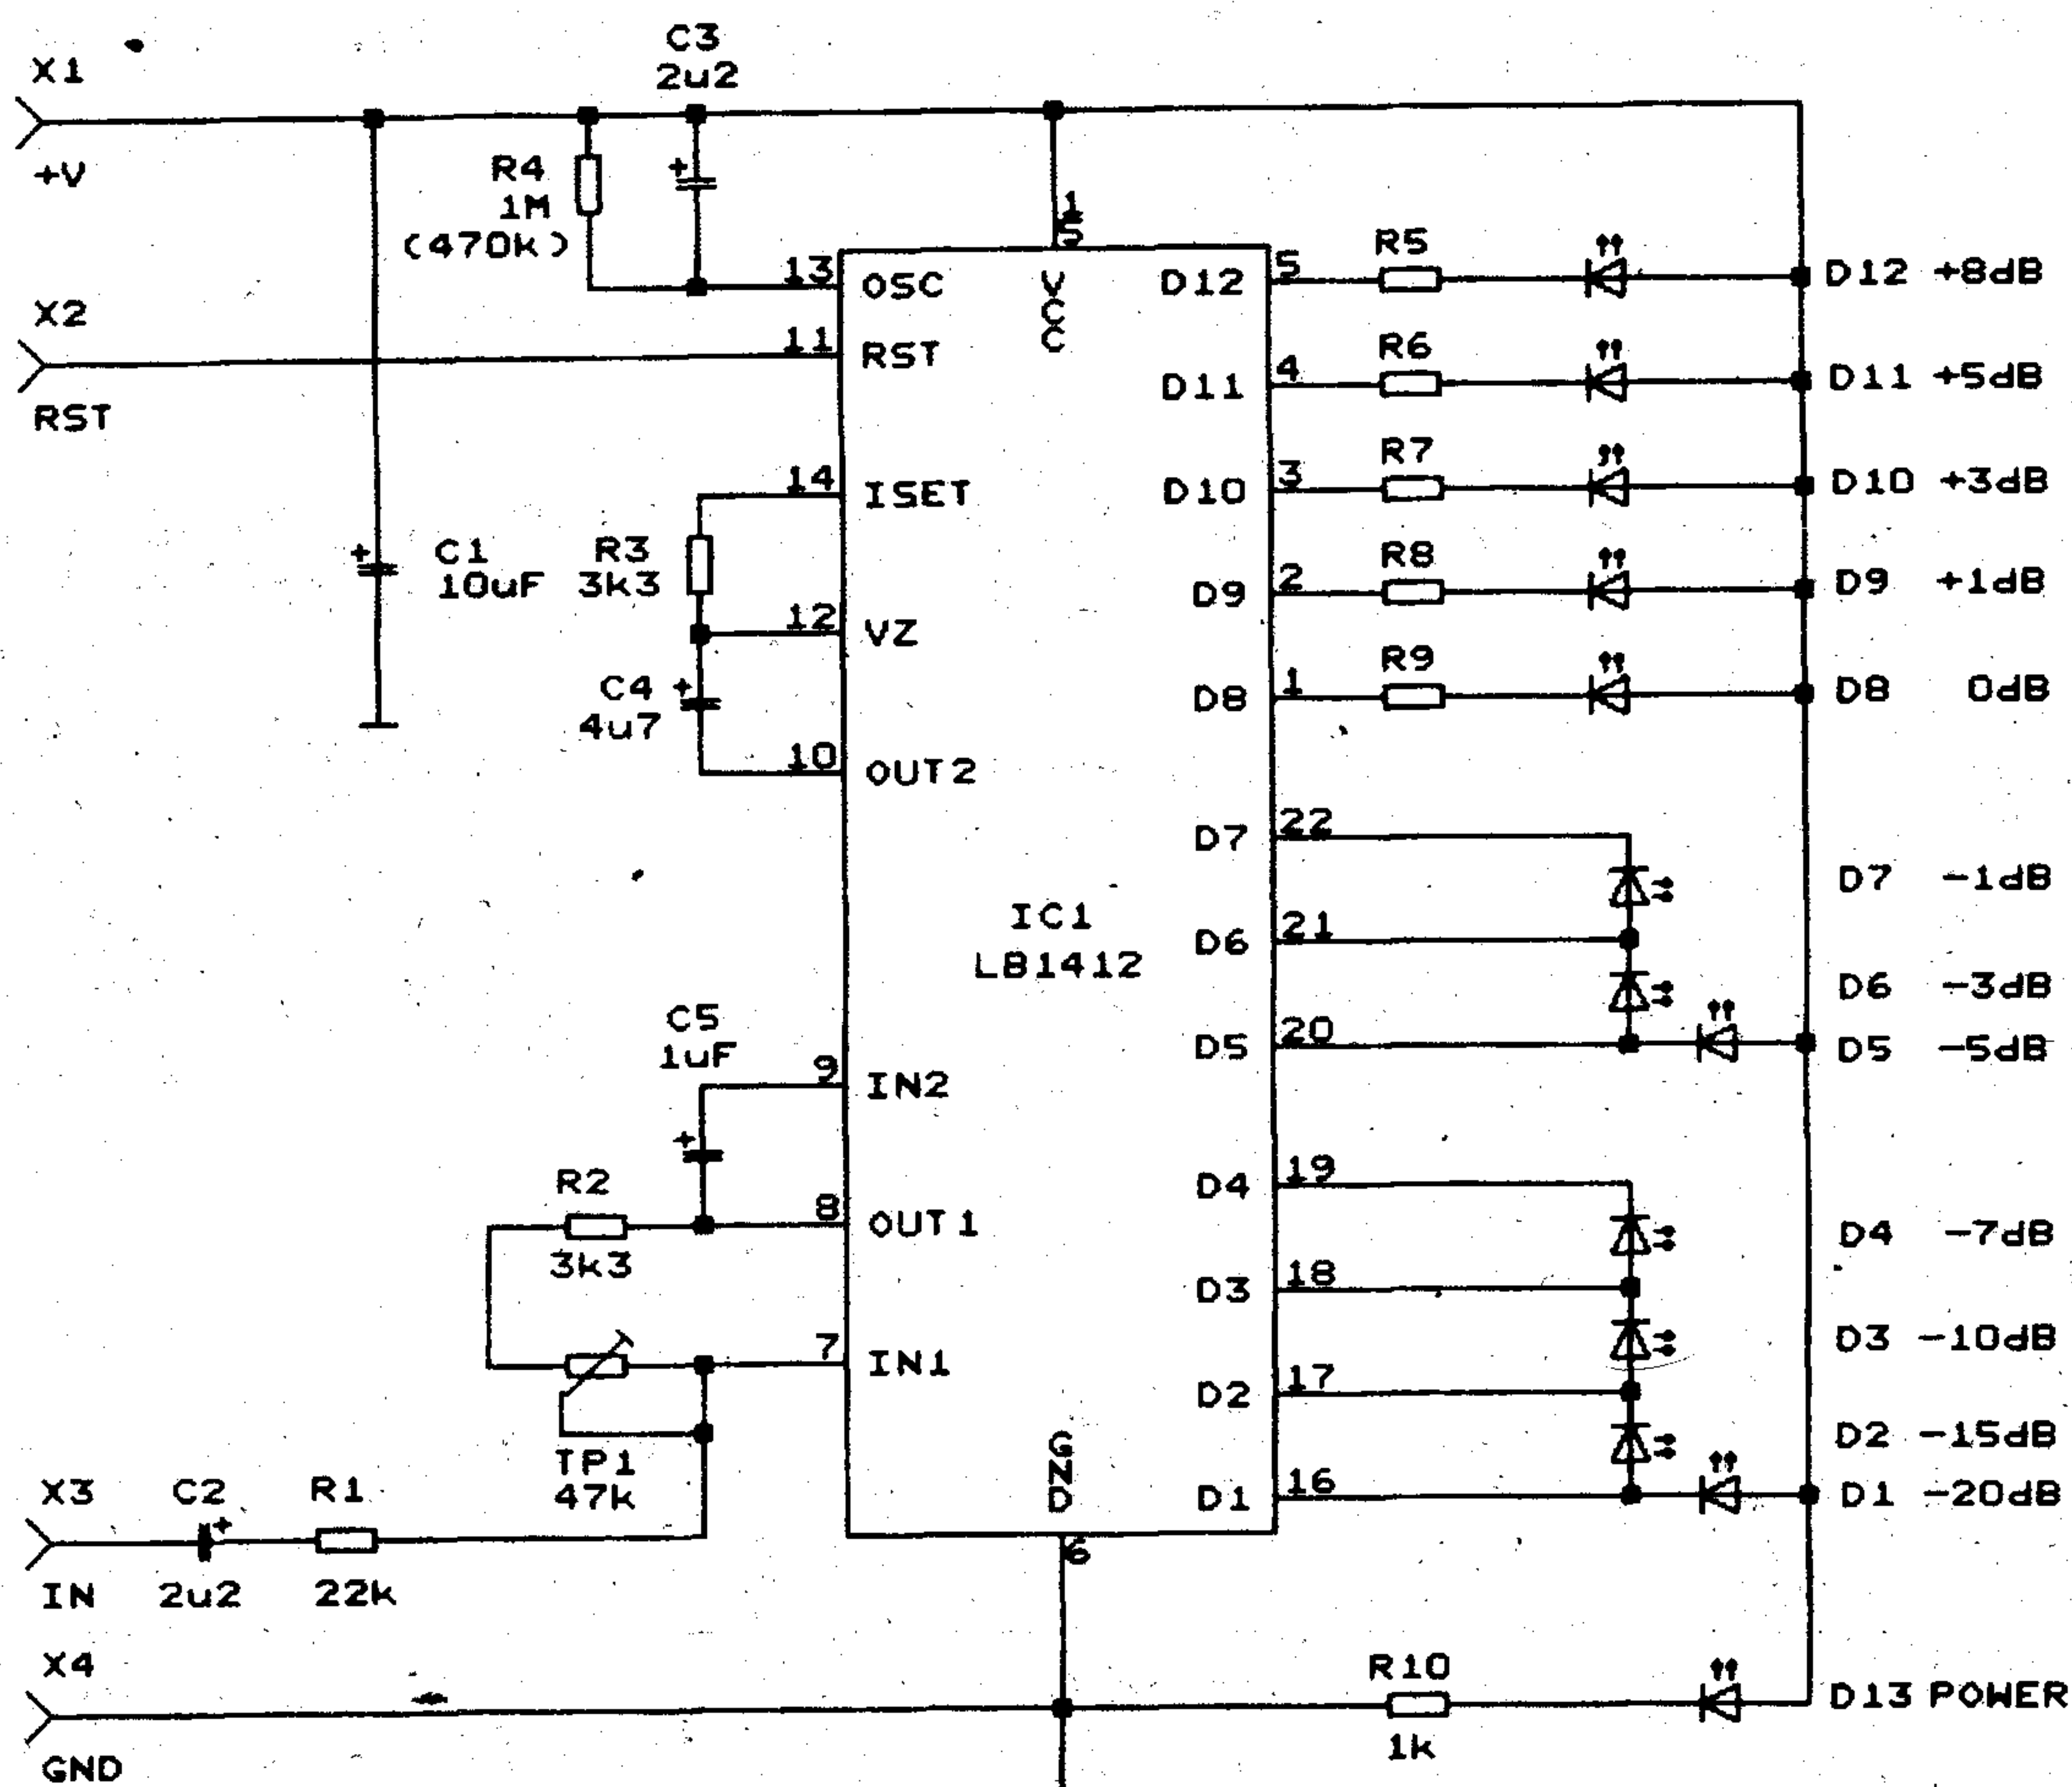 X1
+V
C3
2u2
R4
1M
(470k)
X2
RST
C1
10uF
R3
3k3
C4
4u7
C5
1uF
R2
3k3
TP1
47k
X3
IN
C2
2u2
R1
22k
X4
GND
13 OSC
11 RST
14 ISET
12 VZ
10 OUT2
9 IN2
8 OUT1
7 IN1
15
VCC
IC1
LB1412
GND
6
D12 5
D11 4
D10 3
D9 2
D8 1
D7 22
D6 21
D5 20
D4 19
D3 18
D2 17
D1 16
R5
R6
R7
R8
R9
R10
1k
D12 +8dB
D11 +5dB
D10 +3dB
D9 +1dB
D8 0dB
D7 -1dB
D6 -3dB
D5 -5dB
D4 -7dB
D3 -10dB
D2 -15dB
D1 -20dB
D13 POWER